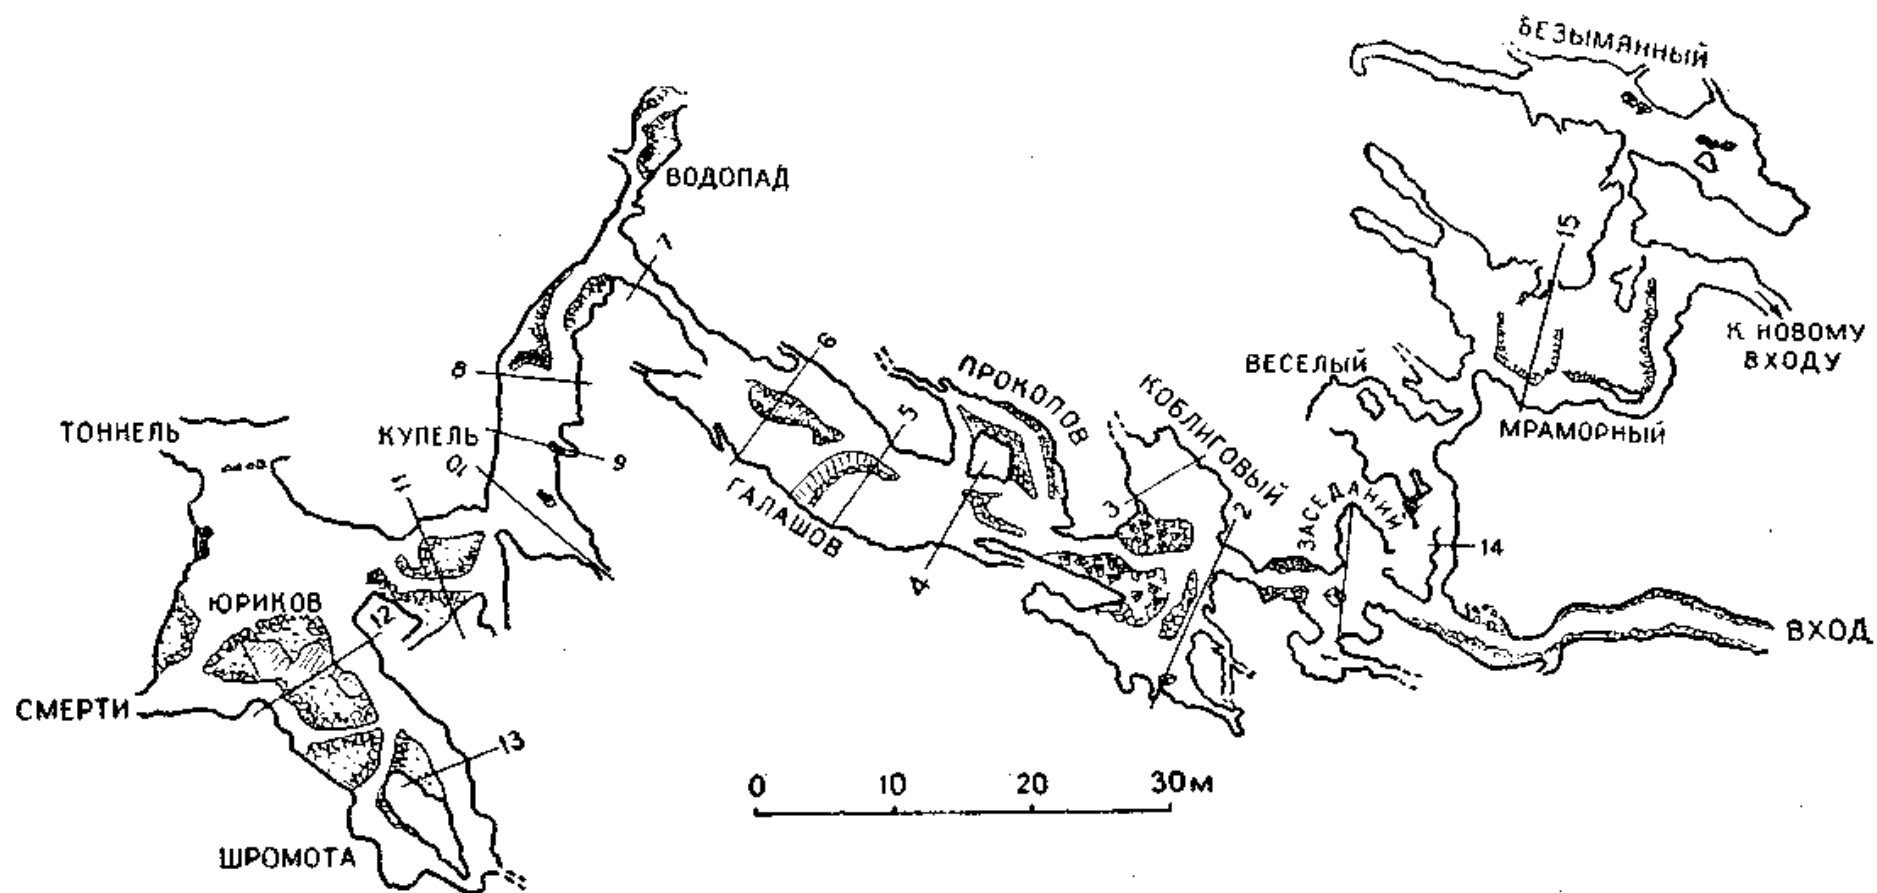 БЕЗЫМЯННЫЙ
ВОДОПАД
15
7
К НОВОМУ
ВХОДУ
6
ПРОКОПОВ
ВЕСЕЛЫЙ
8
КОБЛИГОВЫЙ
5
МРАМОРНЫЙ
ТОННЕЛЬ
КУПЕЛЬ
9
10
11
ГАЛАШОВ
3
2
ЗАСЕДАНИЙ
14
4
ЮРИКОВ
12
ВХОД
СМЕРТИ
13
0 10 20 30 м
ШРОМОТА